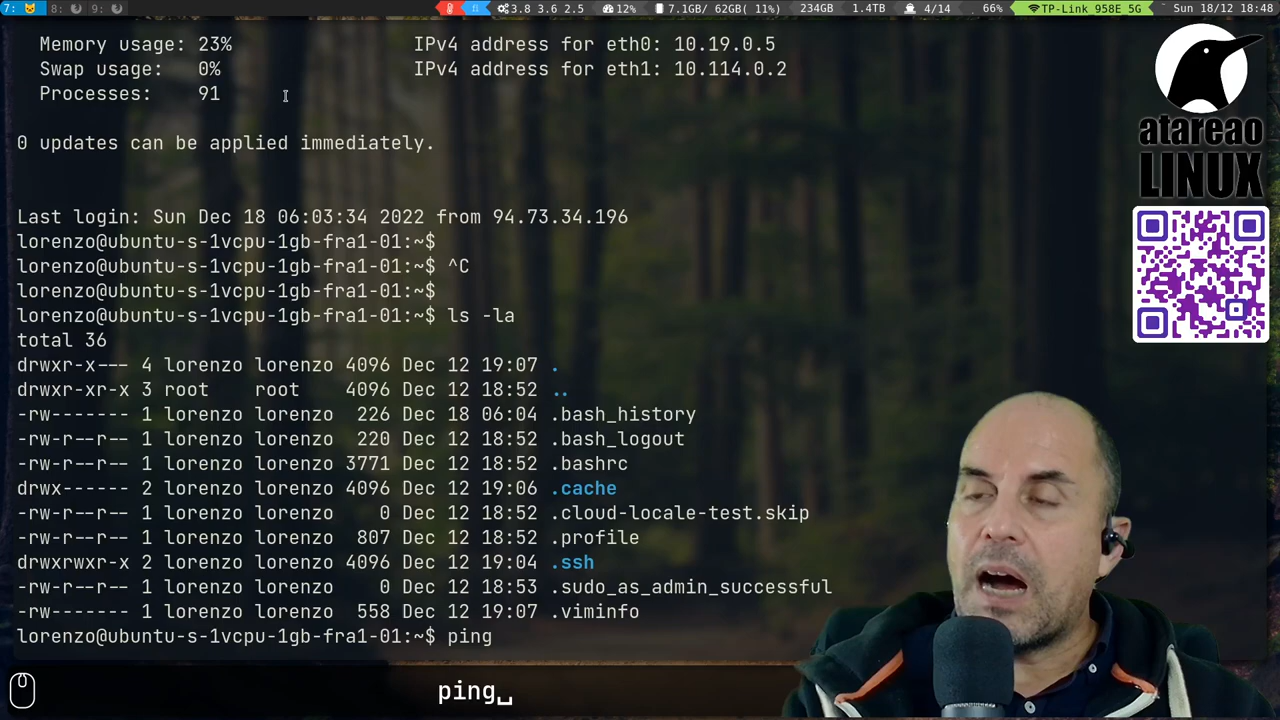 7: 8: 9: 3.8 3.6 2.5 12% 7.1GB/ 62GB( 11%) 234GB 1.4TB 4/14 66% TP-Link 958E 5G Sun 18/12 18:48
Memory usage: 23% IPv4 address for eth0: 10.19.0.5
Swap usage: 0% IPv4 address for eth1: 10.114.0.2
Processes: 91
0 updates can be applied immediately.
Last login: Sun Dec 18 06:03:34 2022 from 94.73.34.196
lorenzo@ubuntu-s-1vcpu-1gb-fra1-01:~$
lorenzo@ubuntu-s-1vcpu-1gb-fra1-01:~$ ^C
lorenzo@ubuntu-s-1vcpu-1gb-fra1-01:~$
lorenzo@ubuntu-s-1vcpu-1gb-fra1-01:~$ ls -la
total 36
drwxr-x--- 4 lorenzo lorenzo 4096 Dec 12 19:07 .
drwxr-xr-x 3 root root 4096 Dec 12 18:52 ..
-rw------- 1 lorenzo lorenzo 226 Dec 18 06:04 .bash_history
-rw-r--r-- 1 lorenzo lorenzo 220 Dec 12 18:52 .bash_logout
-rw-r--r-- 1 lorenzo lorenzo 3771 Dec 12 18:52 .bashrc
drwx------ 2 lorenzo lorenzo 4096 Dec 12 19:06 .cache
-rw-r--r-- 1 lorenzo lorenzo 0 Dec 12 18:52 .cloud-locale-test.skip
-rw-r--r-- 1 lorenzo lorenzo 807 Dec 12 18:52 .profile
drwxrwxr-x 2 lorenzo lorenzo 4096 Dec 12 19:04 .ssh
-rw-r--r-- 1 lorenzo lorenzo 0 Dec 12 18:53 .sudo_as_admin_successful
-rw------- 1 lorenzo lorenzo 558 Dec 12 19:07 .viminfo
lorenzo@ubuntu-s-1vcpu-1gb-fra1-01:~$ ping
ping␣
atareao
LINUX